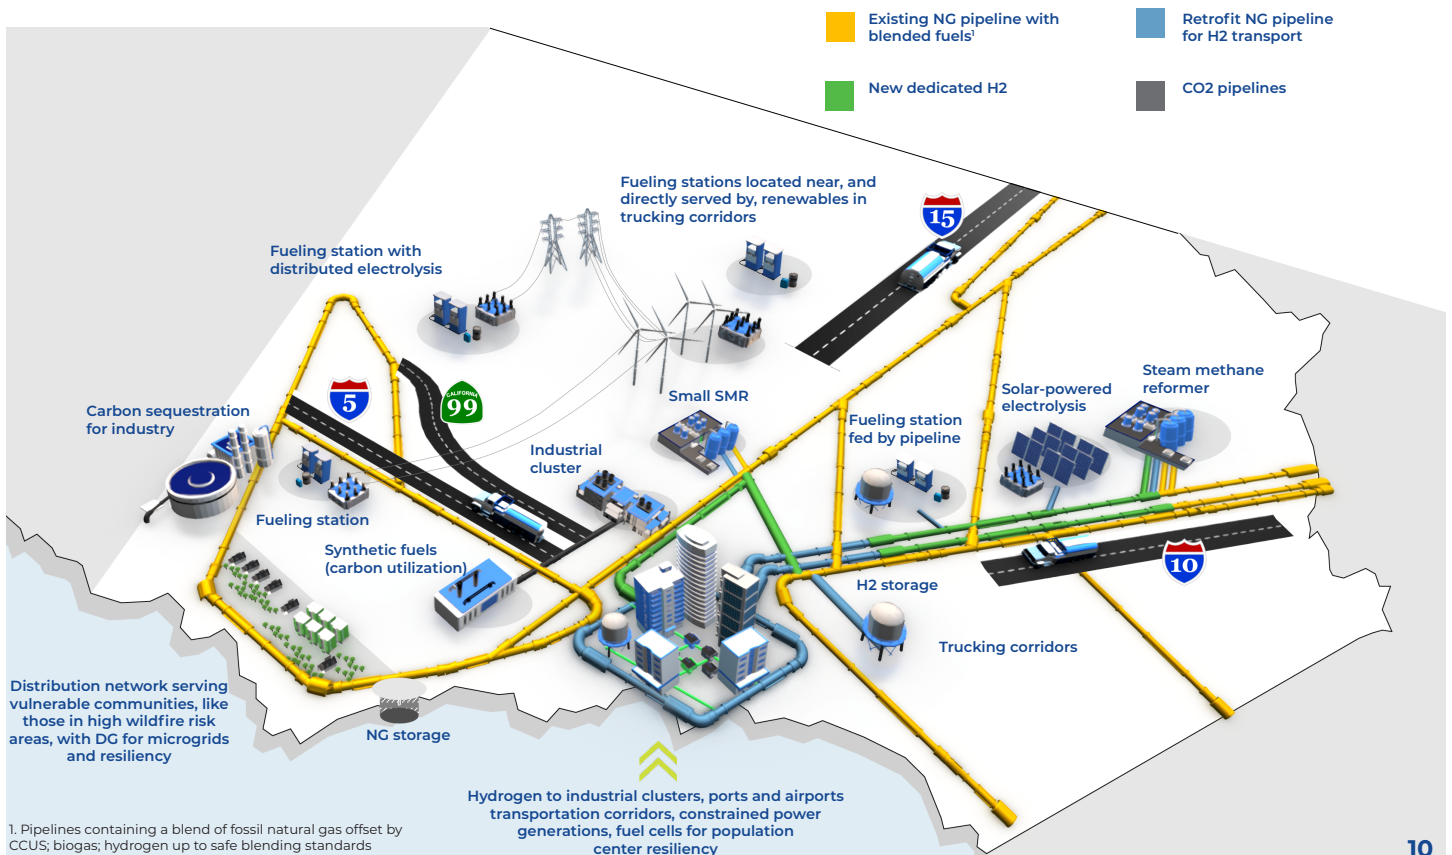 Existing NG pipeline with
blended fuels¹
Retrofit NG pipeline
for H2 transport
New dedicated H2
CO2 pipelines
Fueling stations located near, and
directly served by, renewables in
trucking corridors
15
Fueling station with
distributed electrolysis
Carbon sequestration
for industry
5
CALIFORNIA
99
Small SMR
Steam methane
reformer
Solar-powered
electrolysis
Fueling station
fed by pipeline
Industrial
cluster
Fueling station
Synthetic fuels
(carbon utilization)
10
H2 storage
Trucking corridors
Distribution network serving
vulnerable communities, like
those in high wildfire risk
areas, with DG for microgrids
and resiliency
NG storage
Hydrogen to industrial clusters, ports and airports
transportation corridors, constrained power
generations, fuel cells for population
center resiliency
1. Pipelines containing a blend of fossil natural gas offset by
CCUS; biogas; hydrogen up to safe blending standards
10